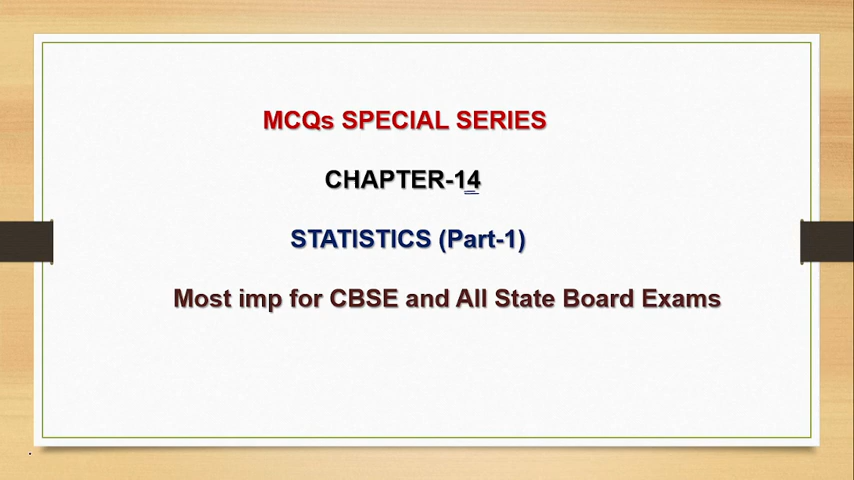 MCQs SPECIAL SERIES
CHAPTER-14
STATISTICS (Part-1)
Most imp for CBSE and All State Board Exams